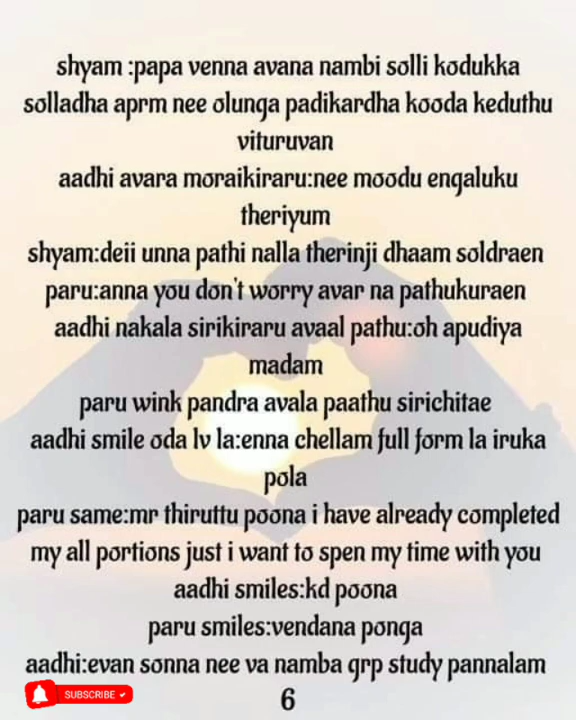 shyam :papa venna avana nambi solli kodukka
solladha aprm nee olunga padikardha kooda keduthu
vituruvan
aadhi avara moraikiraru:nee moodu engaluku
theriyum
shyam:deii unna pathi nalla therinji dhaam soldraen
paru:anna you don't worry avar na pathukuraen
aadhi nakala sirikiraru avaal pathu:oh apudiya
madam
paru wink pandra avala paathu sirichitae
aadhi smile oda lv la:enna chellam full form la iruka
pola
paru same:mr thiruttu poona i have already completed
my all portions just i want to spen my time with you
aadhi smiles:kd poona
paru smiles:vendana ponga
aadhi:evan sonna nee va namba grp study pannalam
SUBSCRIBE
6